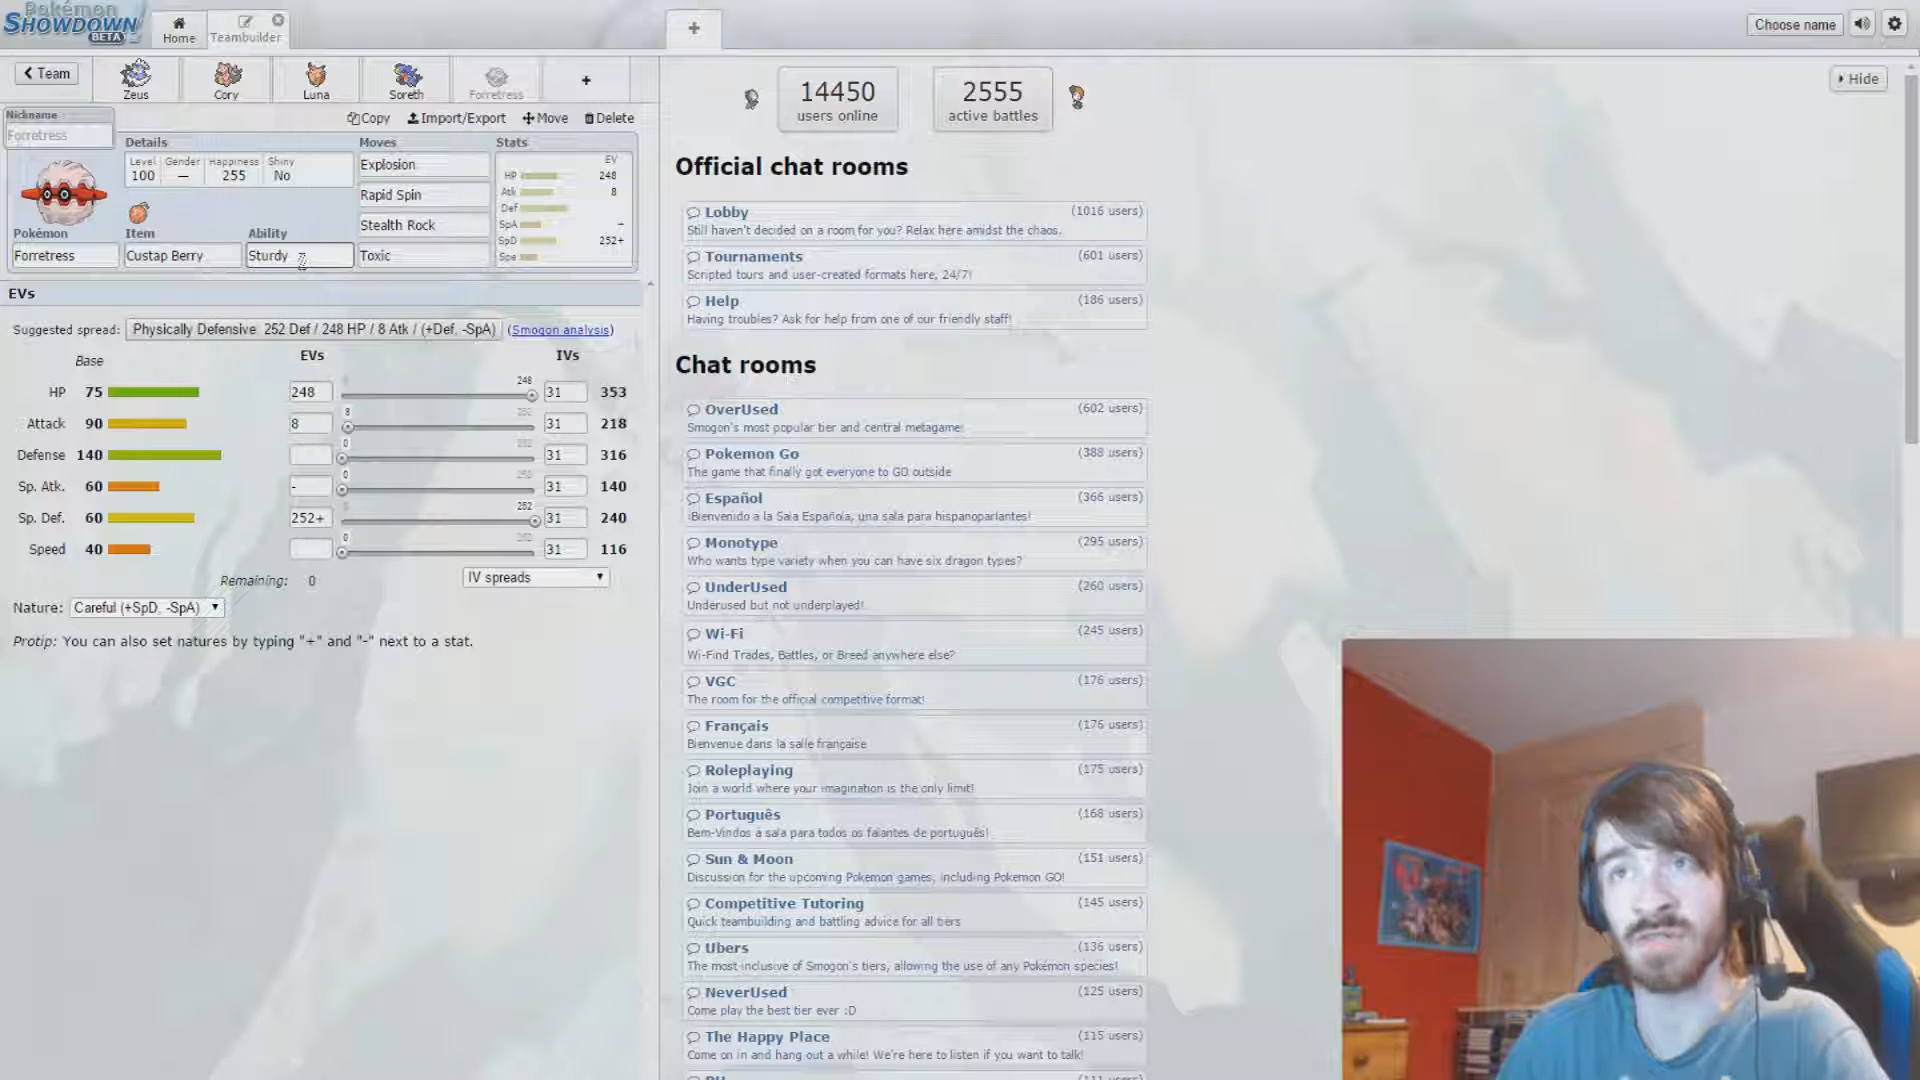 Pokémon
SHOWDOWN
BETA
Home
Teambuilder
+
Choose name
Team
Zeus
Cory
Luna
Soreth
Forretress
+
Hide
Nickname
Forretress
Copy
Import/Export
Move
Delete
Details
Moves
Stats
Level
Gender
Happiness
Shiny
100
—
255
No
Explosion
Rapid Spin
Stealth Rock
Toxic
EV
HP 248
Atk 8
Def
SpA -
SpD 252+
Spe
Pokémon
Item
Ability
Forretress
Custap Berry
Sturdy
EVs
Suggested spread: Physically Defensive 252 Def / 248 HP / 8 Atk / (+Def, -SpA) (Smogon analysis)
Base
EVs
IVs
HP 75 248 248 31 353
Attack 90 8 8 252 31 218
Defense 140 0 252 31 316
Sp. Atk. 60 - 0 252 31 140
Sp. Def. 60 252+ 252 31 240
Speed 40 0 252 31 116
Remaining: 0
IV spreads
Nature: Careful (+SpD, -SpA)
Protip: You can also set natures by typing "+" and "-" next to a stat.
14450
users online
2555
active battles
Official chat rooms
Lobby (1016 users)
Still haven't decided on a room for you? Relax here amidst the chaos.
Tournaments (601 users)
Scripted tours and user-created formats here, 24/7!
Help (186 users)
Having troubles? Ask for help from one of our friendly staff!
Chat rooms
OverUsed (602 users)
Smogon's most popular tier and central metagame!
Pokemon Go (388 users)
The game that finally got everyone to GO outside
Español (366 users)
¡Bienvenido a la Sala Española, una sala para hispanoparlantes!
Monotype (295 users)
Who wants type variety when you can have six dragon types?
UnderUsed (260 users)
Underused but not underplayed!
Wi-Fi (245 users)
Wi-Find Trades, Battles, or Breed anywhere else?
VGC (176 users)
The room for the official competitive format!
Français (176 users)
Bienvenue dans la salle française
Roleplaying (175 users)
Join a world where your imagination is the only limit!
Português (168 users)
Bem-Vindos à sala para todos os falantes de português!
Sun & Moon (151 users)
Discussion for the upcoming Pokemon games, including Pokemon GO!
Competitive Tutoring (145 users)
Quick teambuilding and battling advice for all tiers
Ubers (136 users)
The most inclusive of Smogon's tiers, allowing the use of any Pokémon species!
NeverUsed (125 users)
Come play the best tier ever :D
The Happy Place (115 users)
Come on in and hang out a while! We're here to listen if you want to talk!